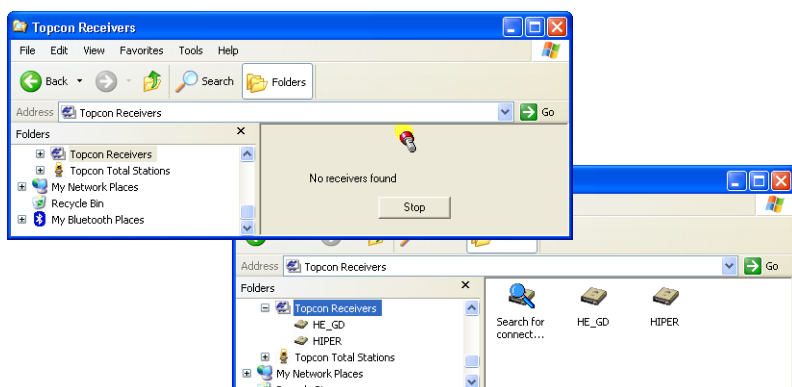 Topcon Receivers
File Edit View Favorites Tools Help
Back Search Folders
Address Topcon Receivers Go
Folders
Topcon Receivers
Topcon Total Stations
My Network Places
Recycle Bin
My Bluetooth Places
No receivers found
Stop
Address Topcon Receivers Go
Folders
Topcon Receivers
HE_GD
HIPER
Topcon Total Stations
My Network Places
Search for
connect...
HE_GD
HIPER